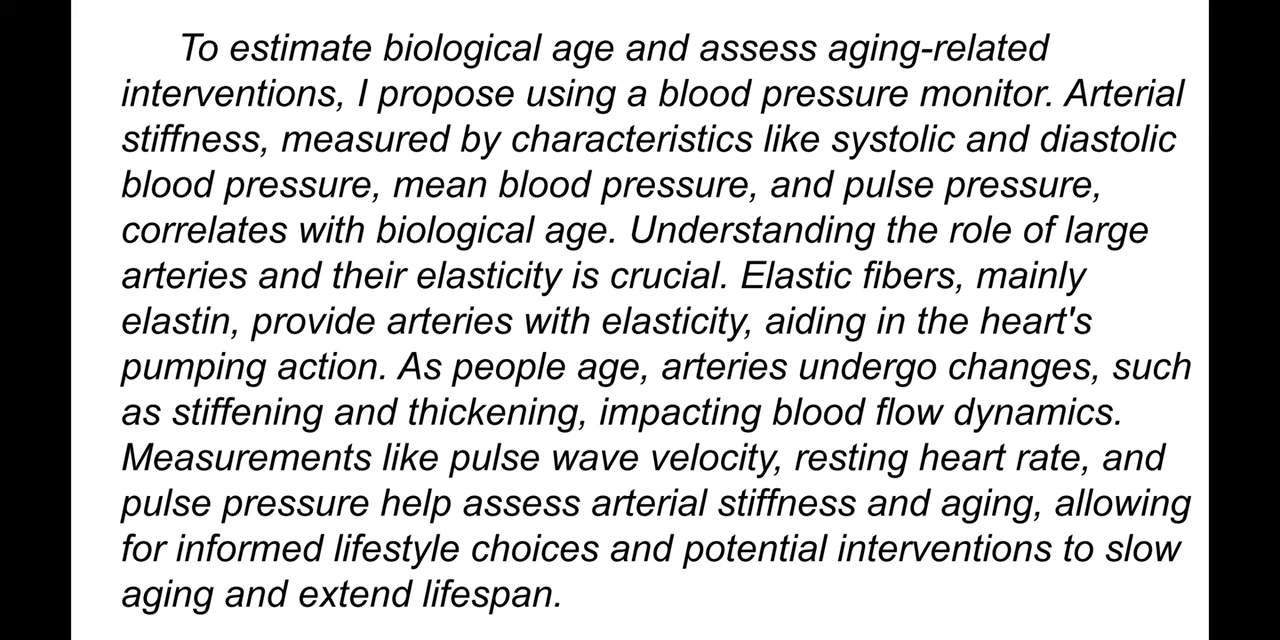 To estimate biological age and assess aging-related
interventions, I propose using a blood pressure monitor. Arterial
stiffness, measured by characteristics like systolic and diastolic
blood pressure, mean blood pressure, and pulse pressure,
correlates with biological age. Understanding the role of large
arteries and their elasticity is crucial. Elastic fibers, mainly
elastin, provide arteries with elasticity, aiding in the heart's
pumping action. As people age, arteries undergo changes, such
as stiffening and thickening, impacting blood flow dynamics.
Measurements like pulse wave velocity, resting heart rate, and
pulse pressure help assess arterial stiffness and aging, allowing
for informed lifestyle choices and potential interventions to slow
aging and extend lifespan.